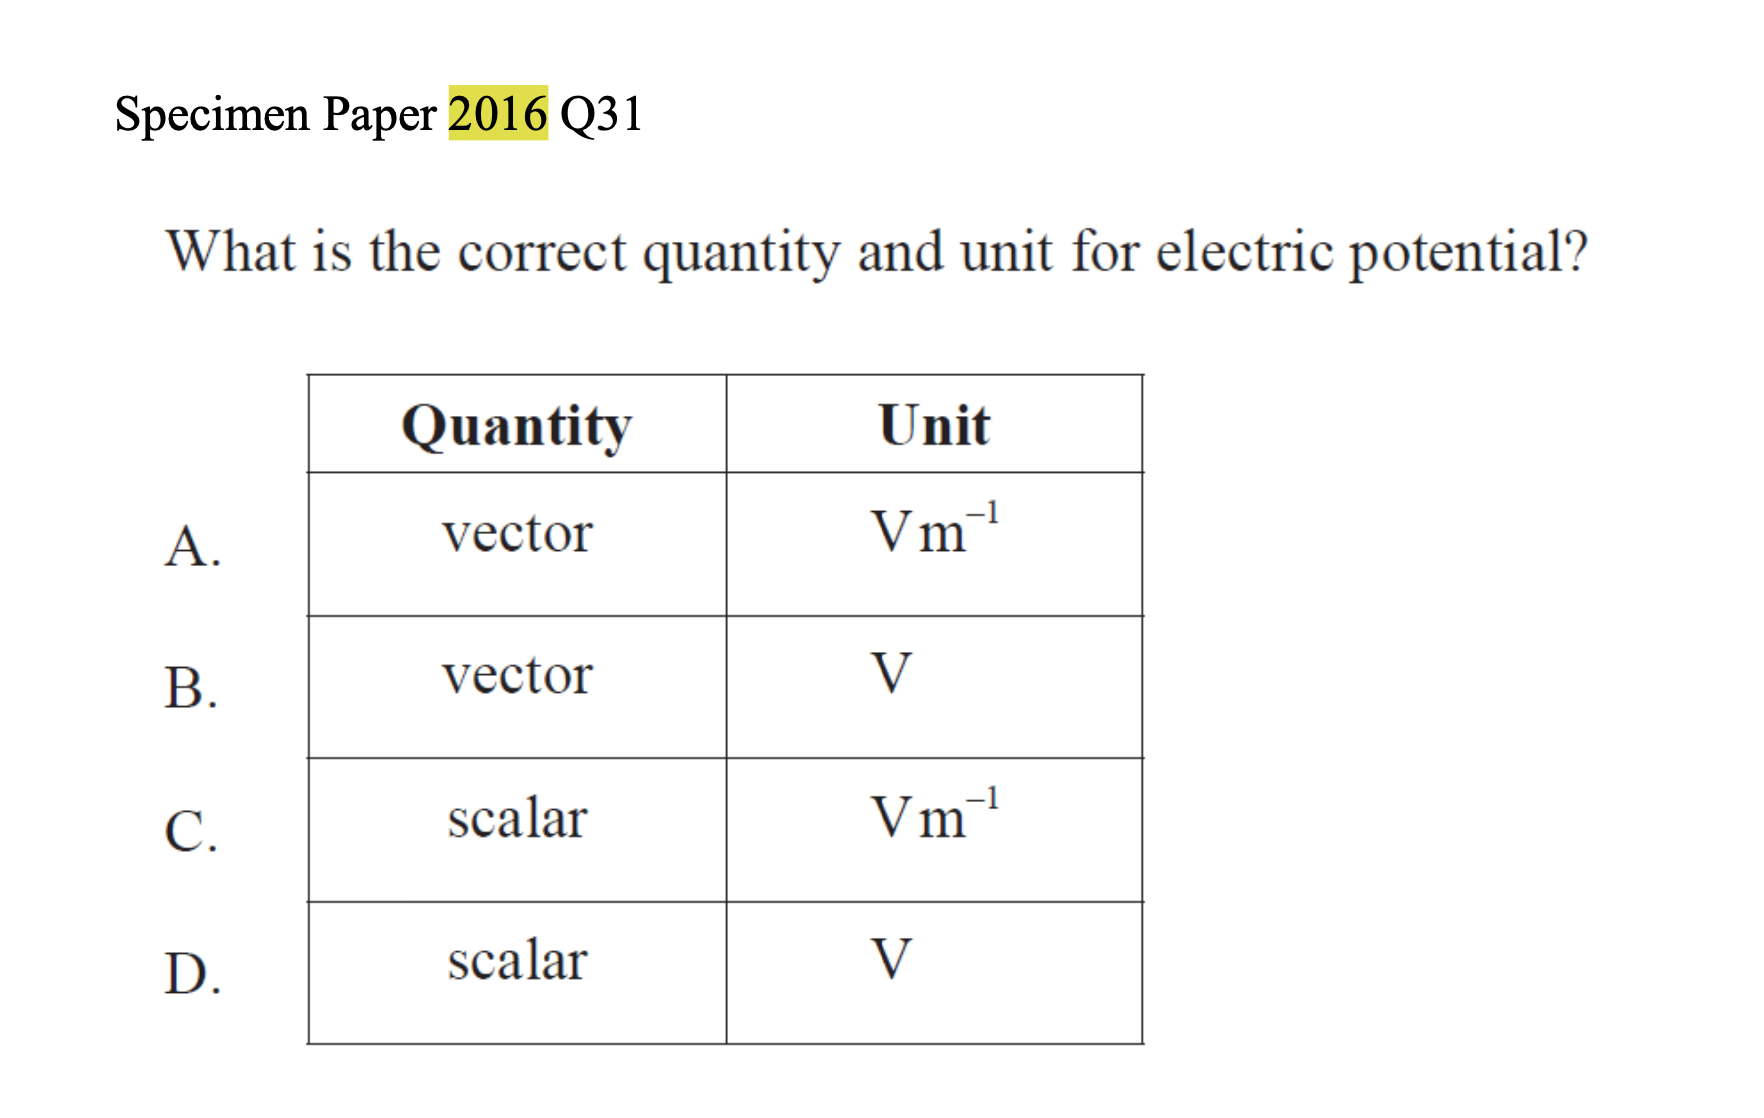 Specimen Paper 2016 Q31
What is the correct quantity and unit for electric potential?
Quantity Unit
A. vector V m⁻¹
B. vector V
C. scalar V m⁻¹
D. scalar V